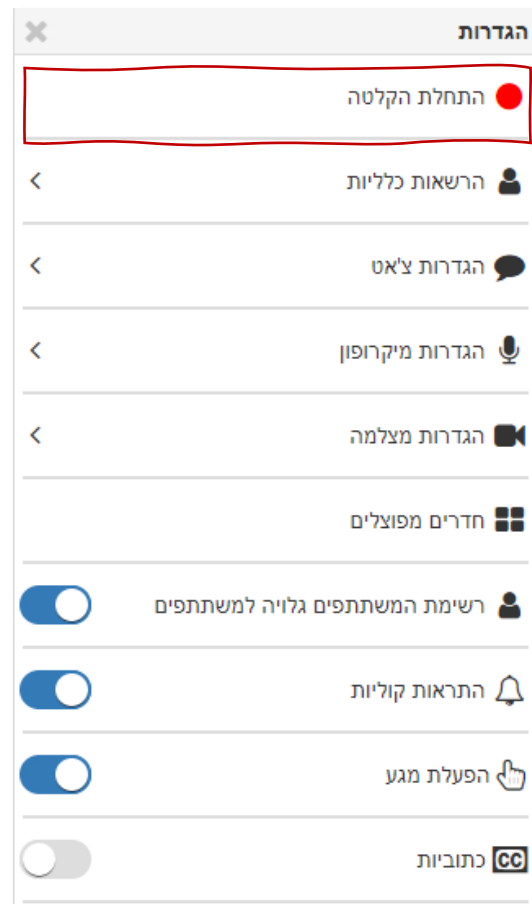 הגדרות
התחלת הקלטה
הרשאות כלליות
הגדרות צ'אט
הגדרות מיקרופון
הגדרות מצלמה
חדרים מפוצלים
רשימת המשתתפים גלויה למשתתפים
התראות קוליות
הפעלת מגע
CC כתוביות